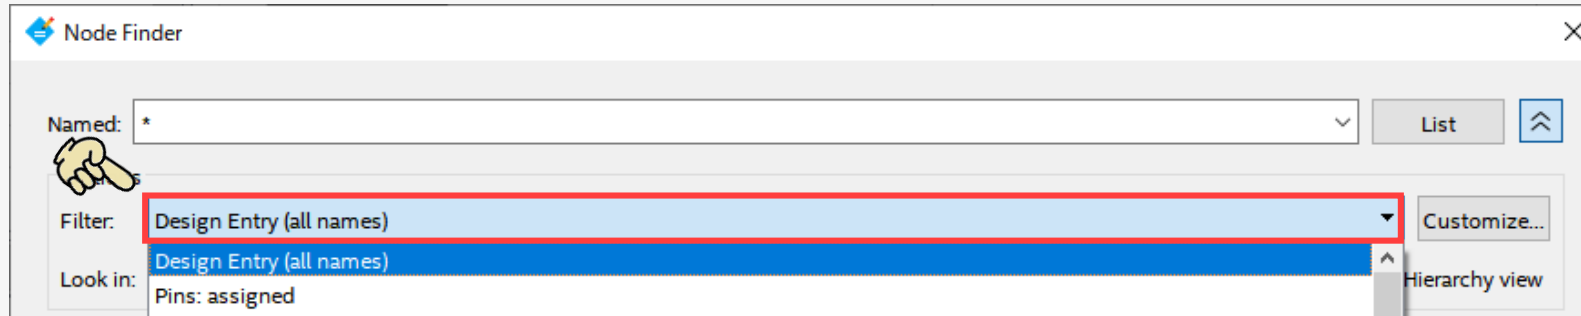 Node Finder
Named: * List
Filter: Design Entry (all names) Customize...
Design Entry (all names)
Look in: Hierarchy view
Pins: assigned